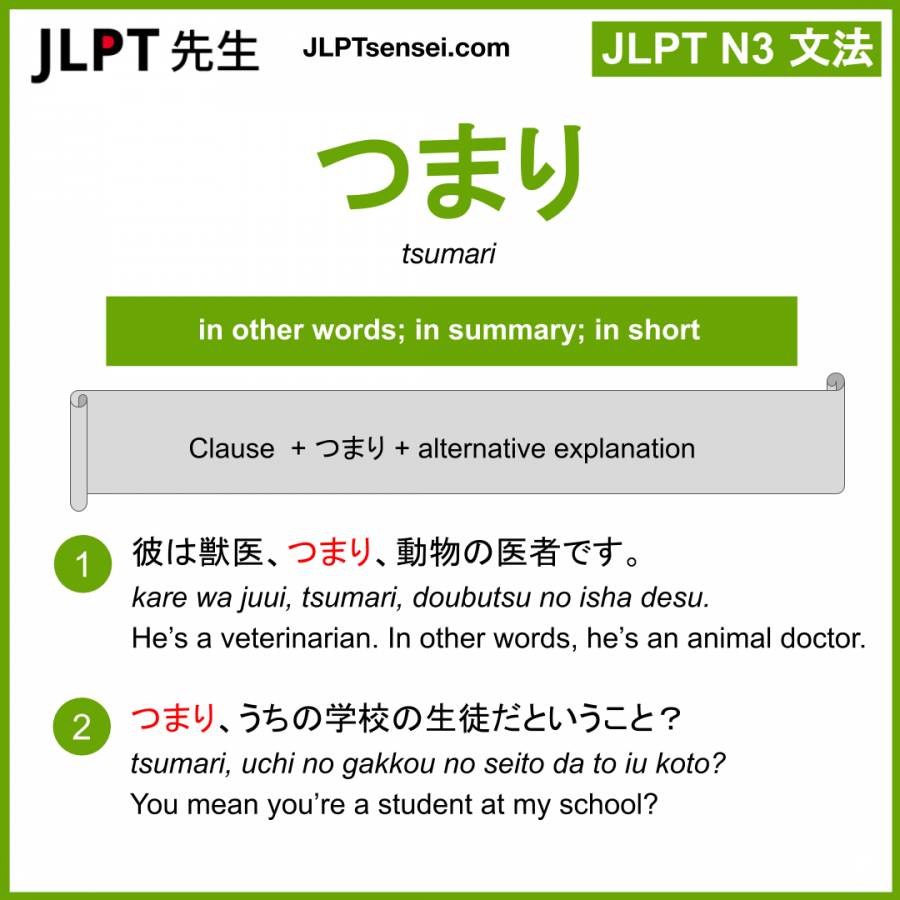 JLPT 先生
JLPTsensei.com
JLPT N3 文法
つまり
tsumari
in other words; in summary; in short
Clause + つまり + alternative explanation
1
彼は獣医、つまり、動物の医者です。
kare wa juui, tsumari, doubutsu no isha desu.
He's a veterinarian. In other words, he's an animal doctor.
2
つまり、うちの学校の生徒だということ？
tsumari, uchi no gakkou no seito da to iu koto?
You mean you're a student at my school?